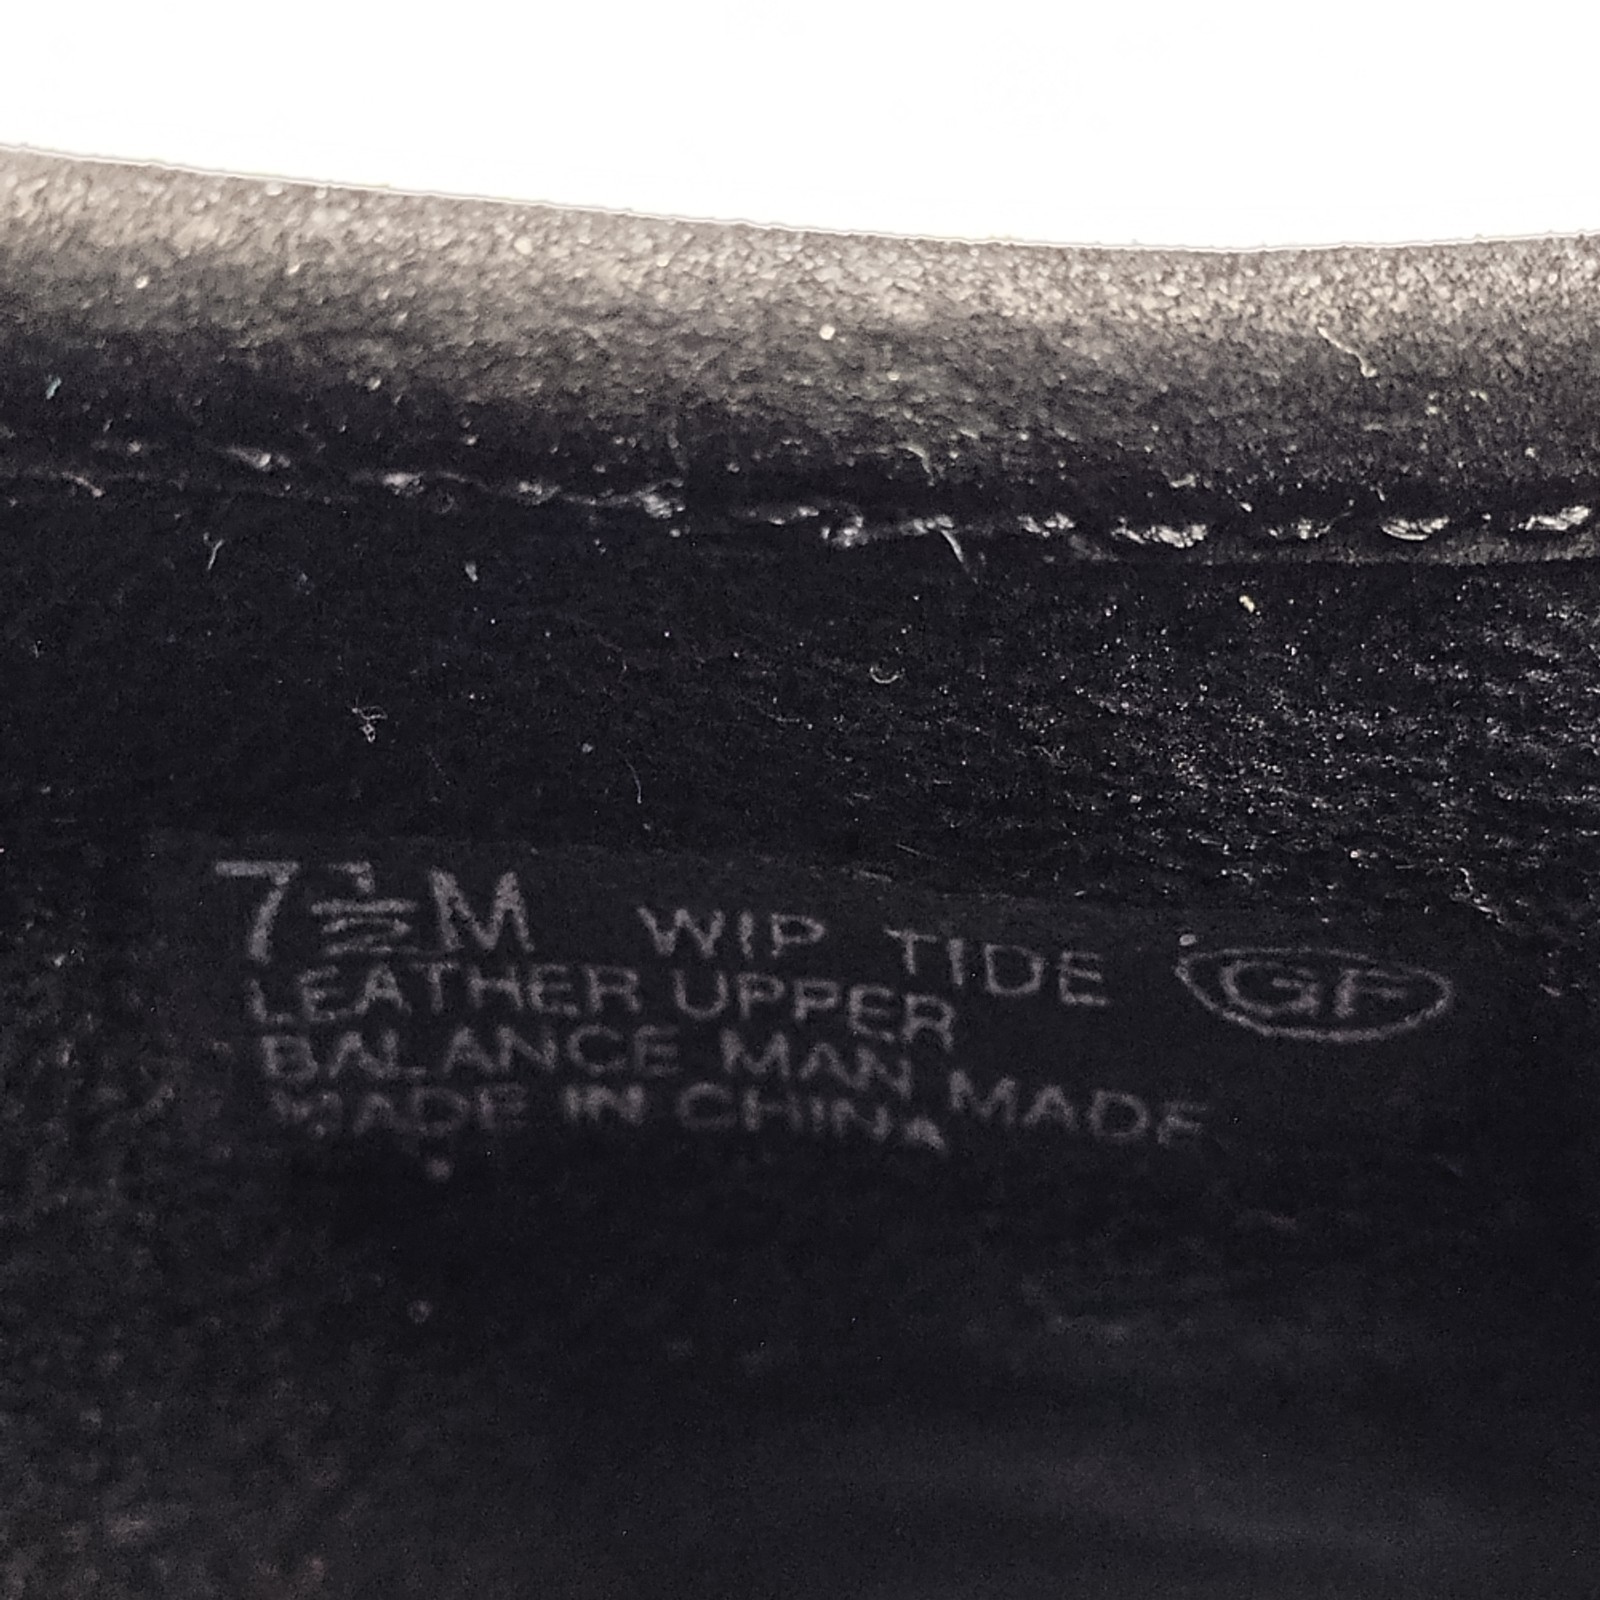 7½M WIP TIDE GF
LEATHER UPPER
BALANCE MAN MADE
MADE IN CHINA